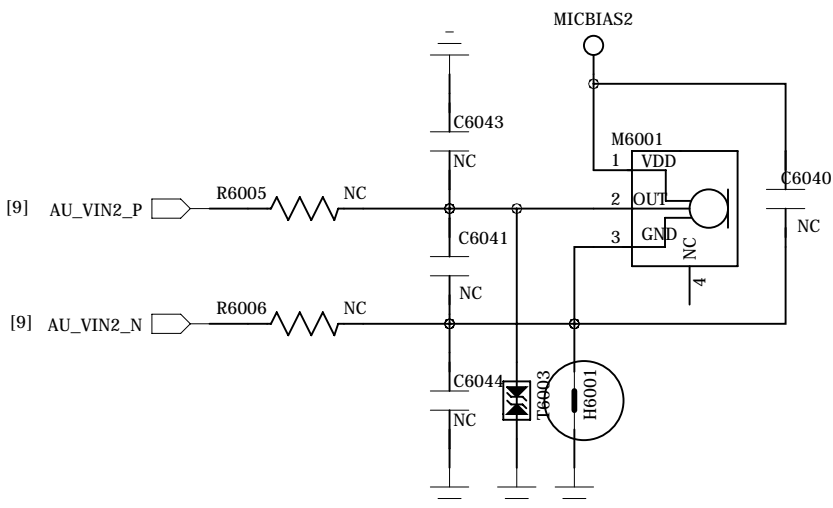 MICBIAS2
C6043
NC
M6001
1 VDD
C6040
NC
[9] AU_VIN2_P
R6005 NC
2 OUT
C6041
NC
3 GND
NC
4
[9] AU_VIN2_N
R6006 NC
C6044
NC
T6003
H6001